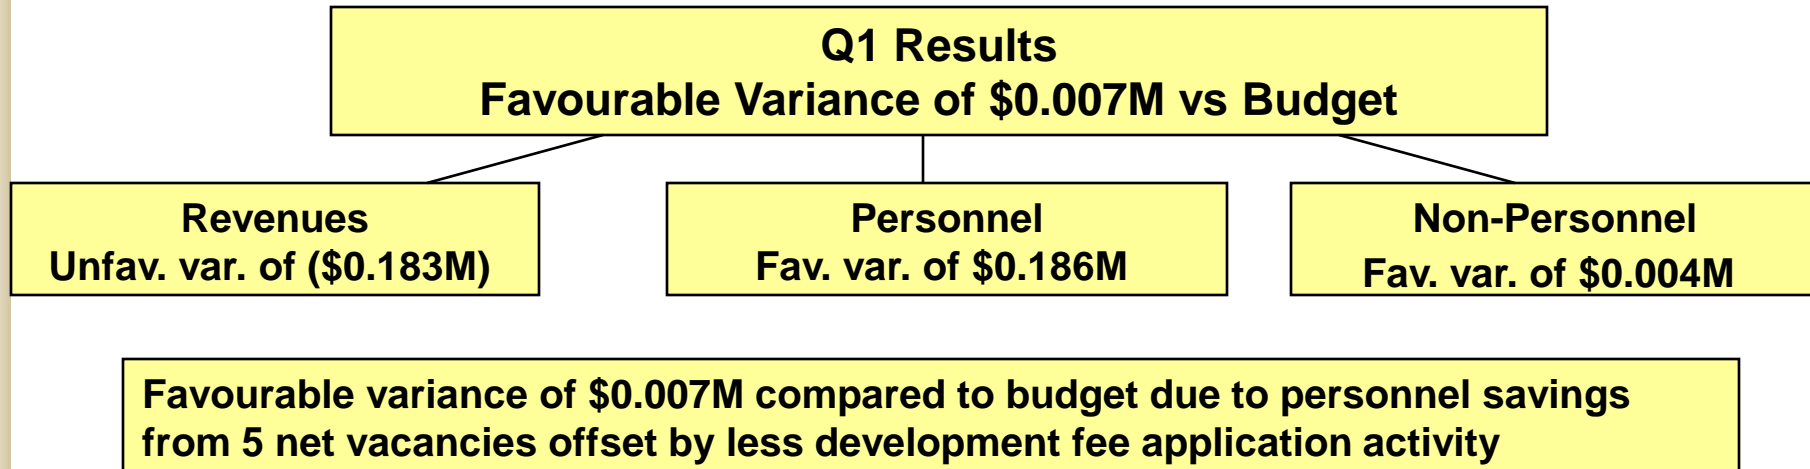 Q1 Results
Favourable Variance of $0.007M vs Budget
Revenues
Unfav. var. of ($0.183M)
Personnel
Fav. var. of $0.186M
Non-Personnel
Fav. var. of $0.004M
Favourable variance of $0.007M compared to budget due to personnel savings
from 5 net vacancies offset by less development fee application activity